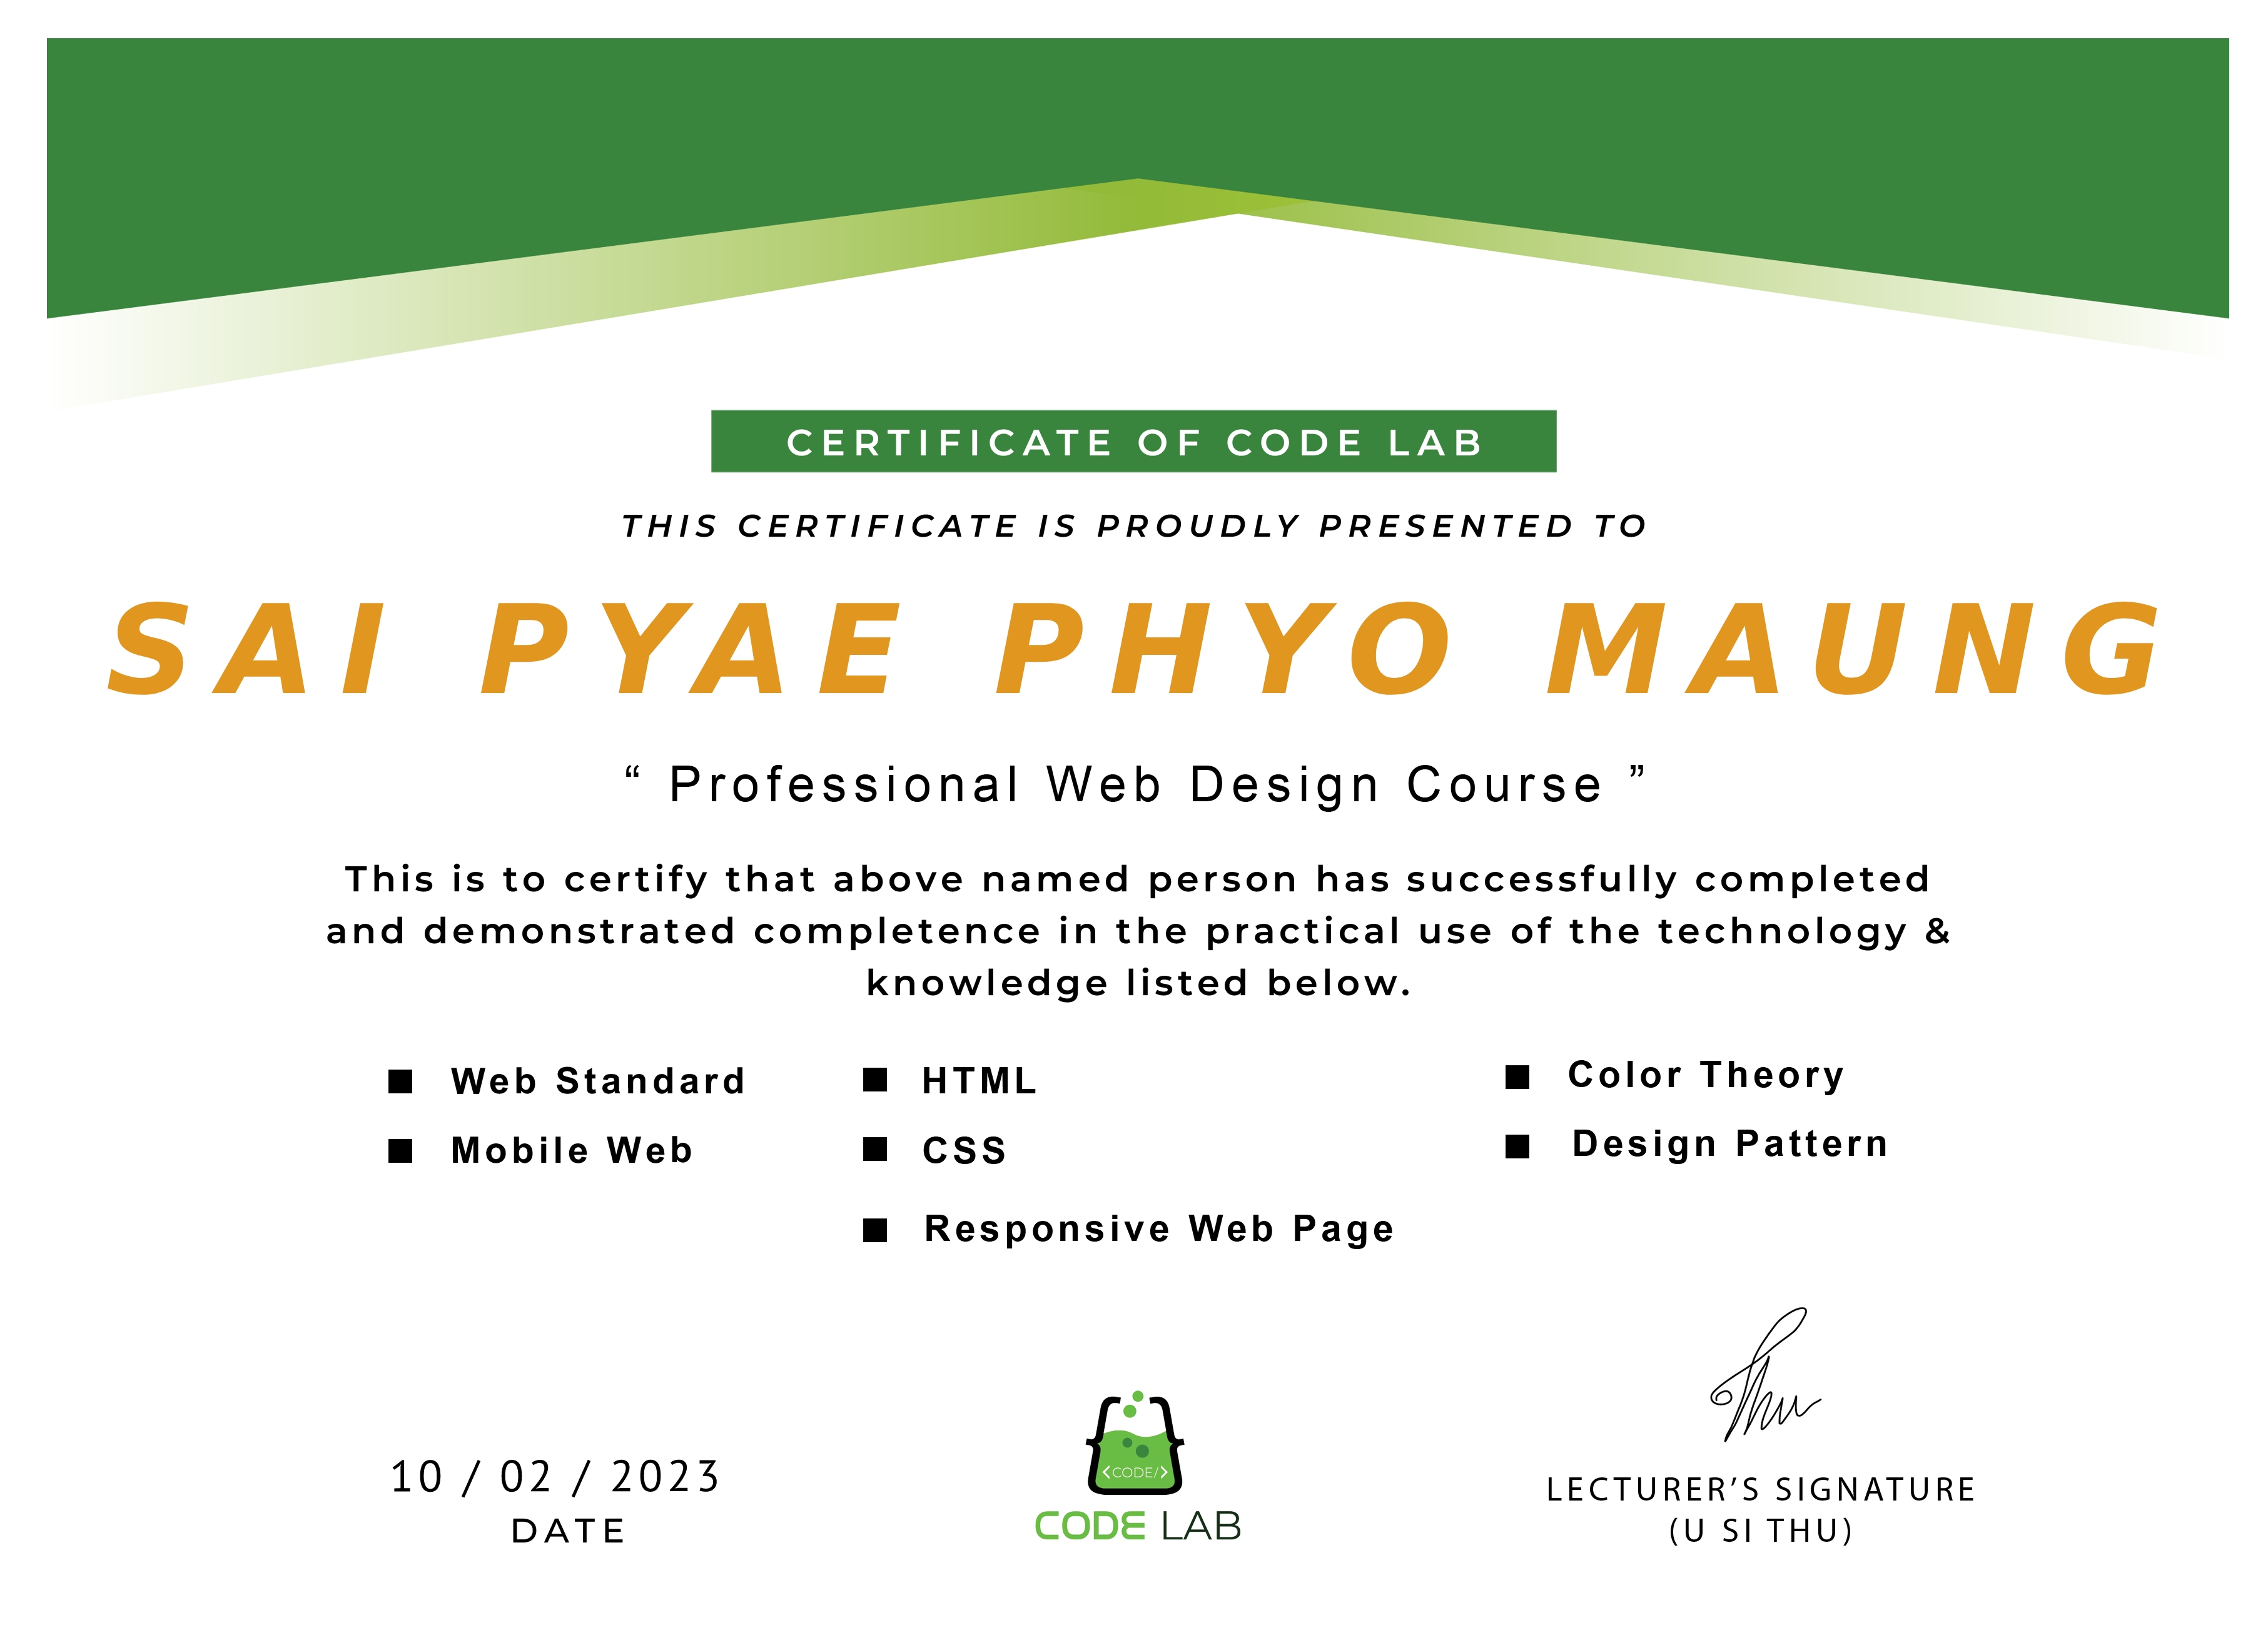 CERTIFICATE OF CODE LAB
THIS CERTIFICATE IS PROUDLY PRESENTED TO
SAI PYAE PHYO MAUNG
“ Professional Web Design Course ”
This is to certify that above named person has successfully completed
and demonstrated completence in the practical use of the technology &
knowledge listed below.
■ Web Standard
■ Mobile Web
■ HTML
■ CSS
■ Responsive Web Page
■ Color Theory
■ Design Pattern
10 / 02 / 2023
DATE
<CODE/>
CODE LAB
Thu
LECTURER’S SIGNATURE
(U SI THU)